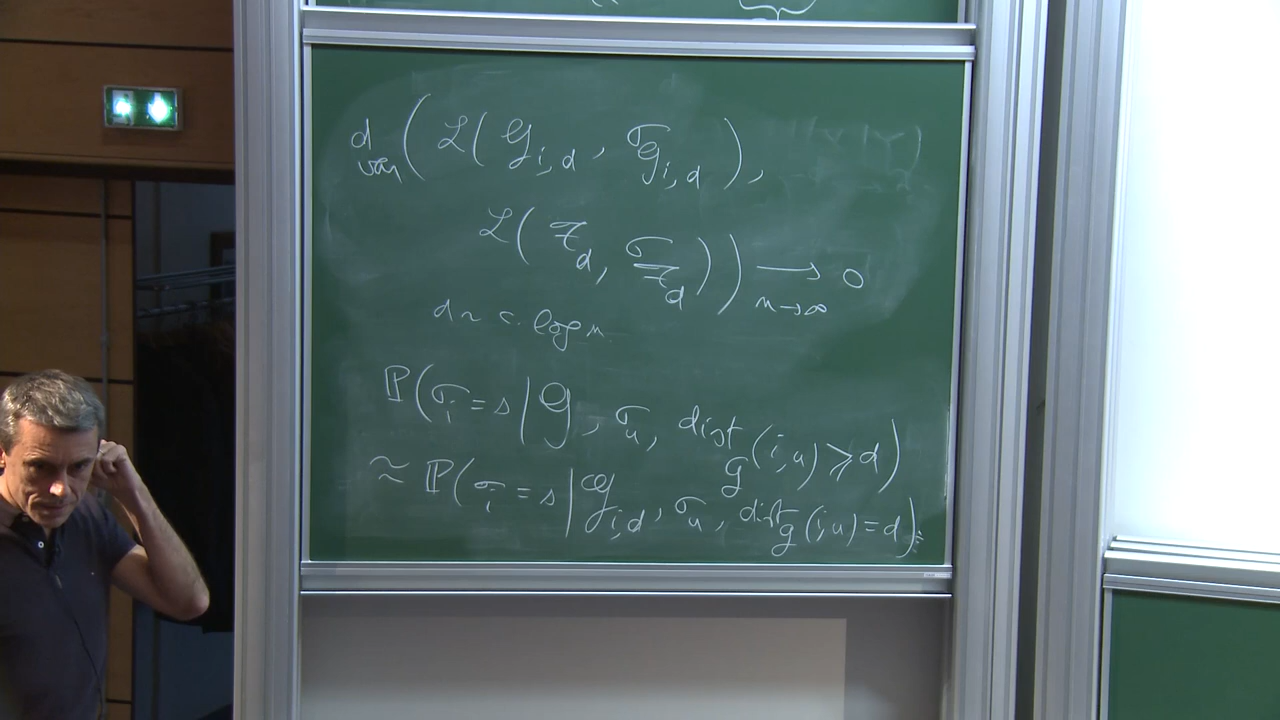 d_var ( ℒ( 𝒢_{i,d} , σ_{𝒢_{i,d}} ) ,
ℒ( 𝒯_d , σ_{𝒯_d} ) ) ⟶_{n→∞} 0
d ~ c. log n.
ℙ(σ_i = s | 𝒢 , σ_u , dist_𝒢 (i,u) ⩾ d )
≈ ℙ(σ_i = s | 𝒢_{i,d} , σ_u , dist_𝒢 (i,u) = d )